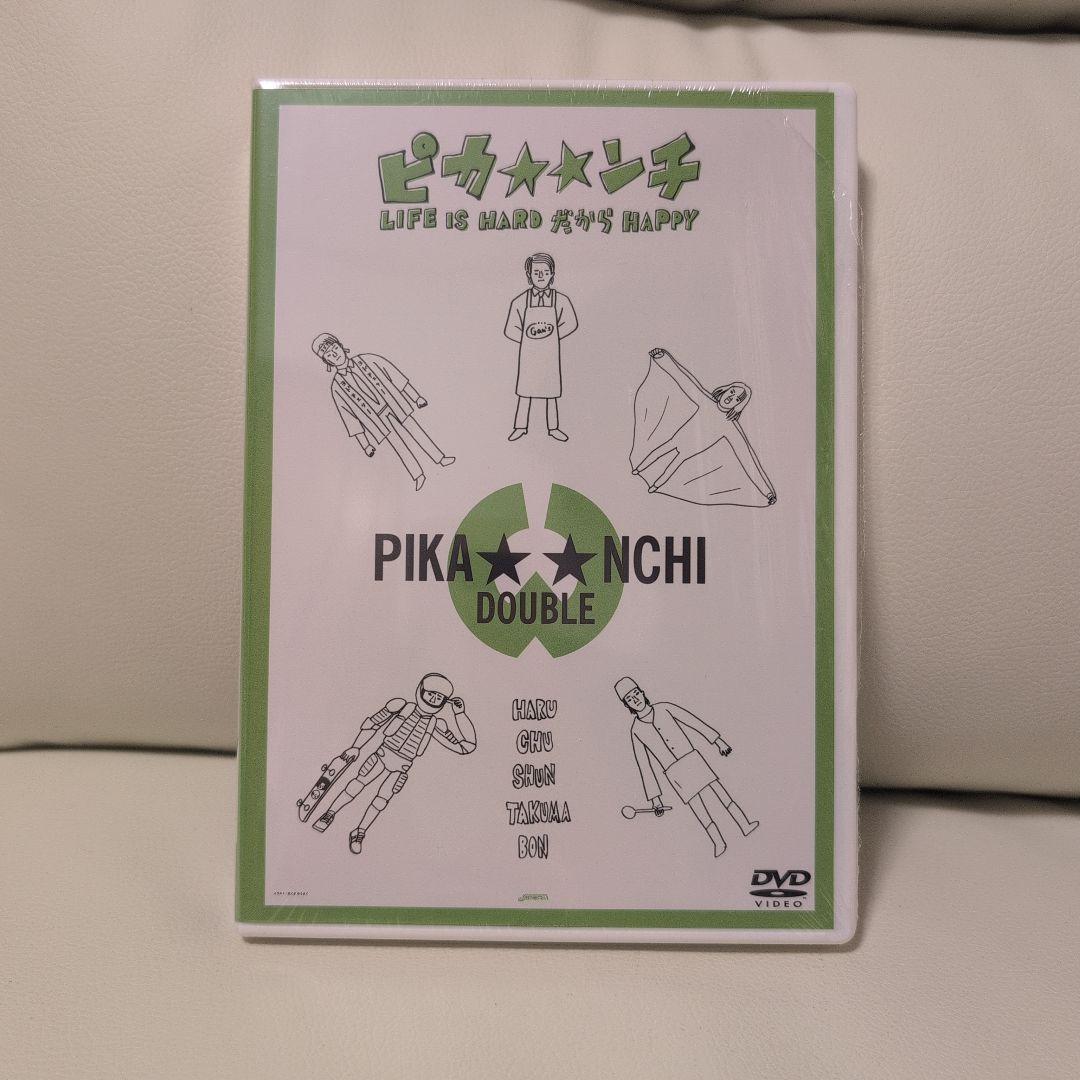 ピカ★★ンチ
LIFE IS HARD だから HAPPY
Gau's
PIKA★★NCHI
DOUBLE
HARU
CHU
SHUN
TAKUMA
BON
DVD
VIDEO